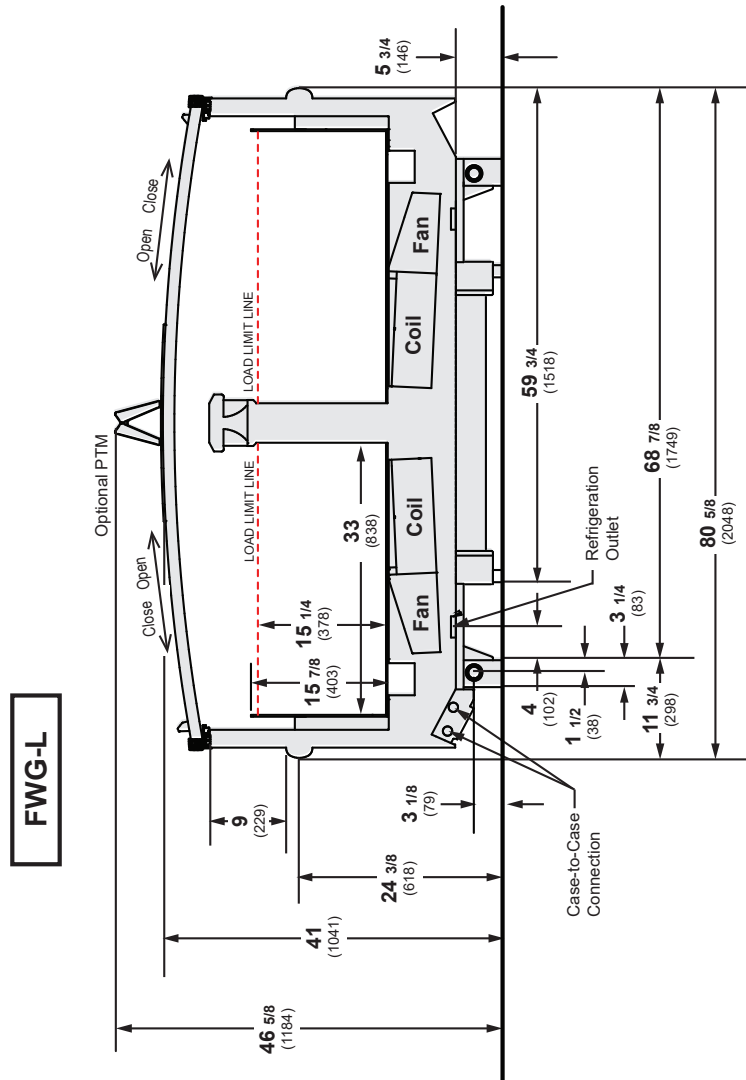 FWG-L
Optional PTM
Close Open
Open Close
LOAD LIMIT LINE
LOAD LIMIT LINE
46 5/8
(1184)
41
(1041)
24 3/8
(618)
9
(229)
3 1/8
(79)
15 7/8
(403)
15 1/4
(378)
33
(838)
Fan
Coil
Coil
Fan
5 3/4
(146)
Case-to-Case
Connection
Refrigeration
Outlet
4
(102)
1 1/2
(38)
11 3/4
(298)
3 1/4
(83)
59 3/4
(1518)
68 7/8
(1749)
80 5/8
(2048)